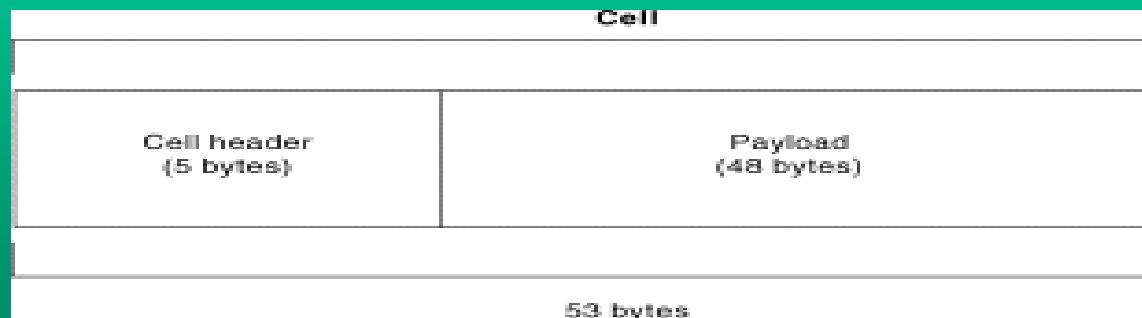 Cell
Cell header
(5 bytes)
Payload
(48 bytes)
53 bytes